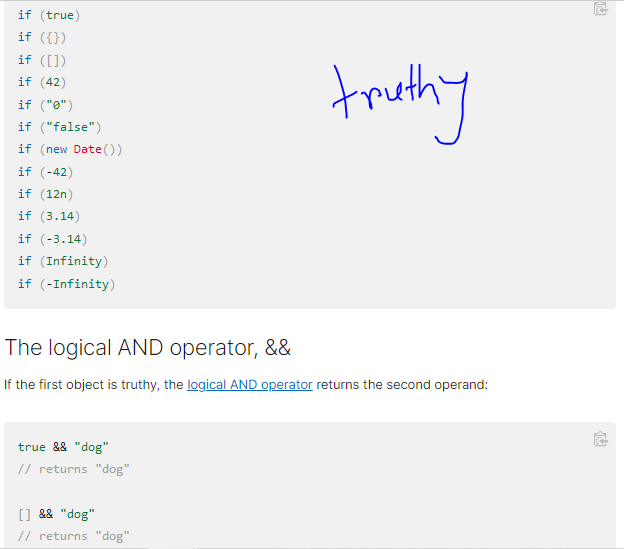 if (true)
if ({})
if ([])
if (42)
truthy
if ("0")
if ("false")
if (new Date())
if (-42)
if (12n)
if (3.14)
if (-3.14)
if (Infinity)
if (-Infinity)
The logical AND operator, &&
If the first object is truthy, the logical AND operator returns the second operand:
true && "dog"
// returns "dog"
[] && "dog"
// returns "dog"